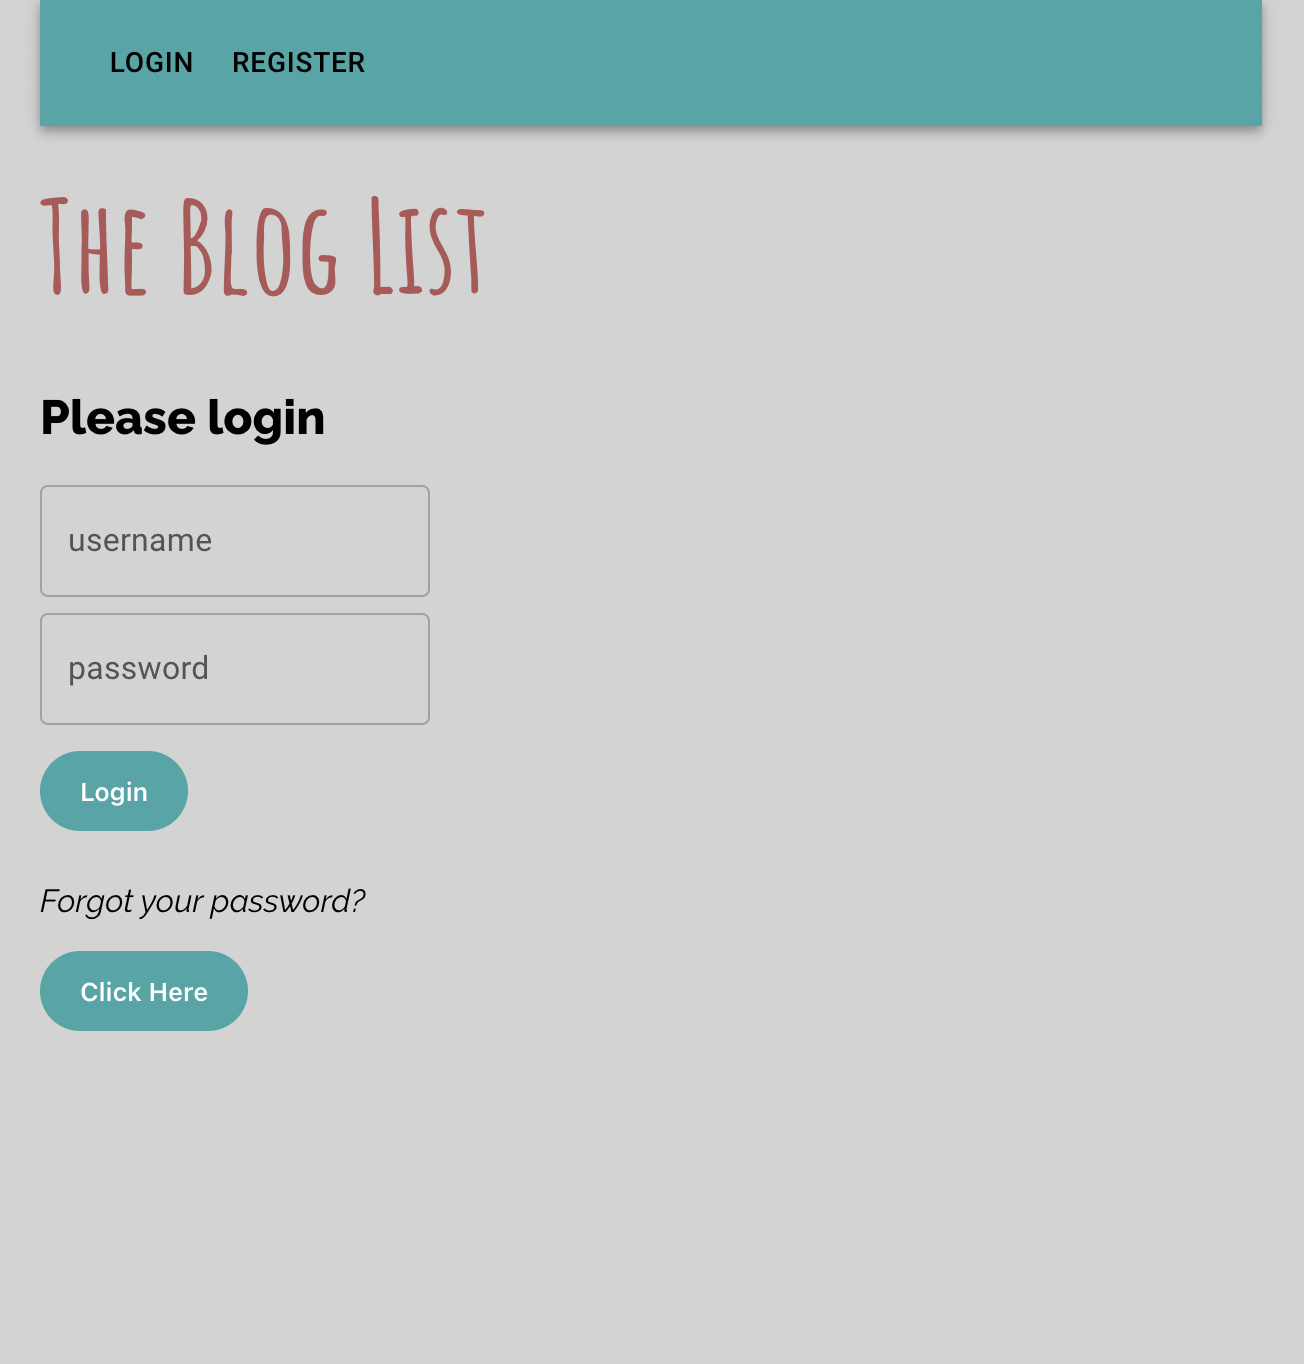 LOGIN REGISTER
The Blog List
Please login
username
password
Login
Forgot your password?
Click Here